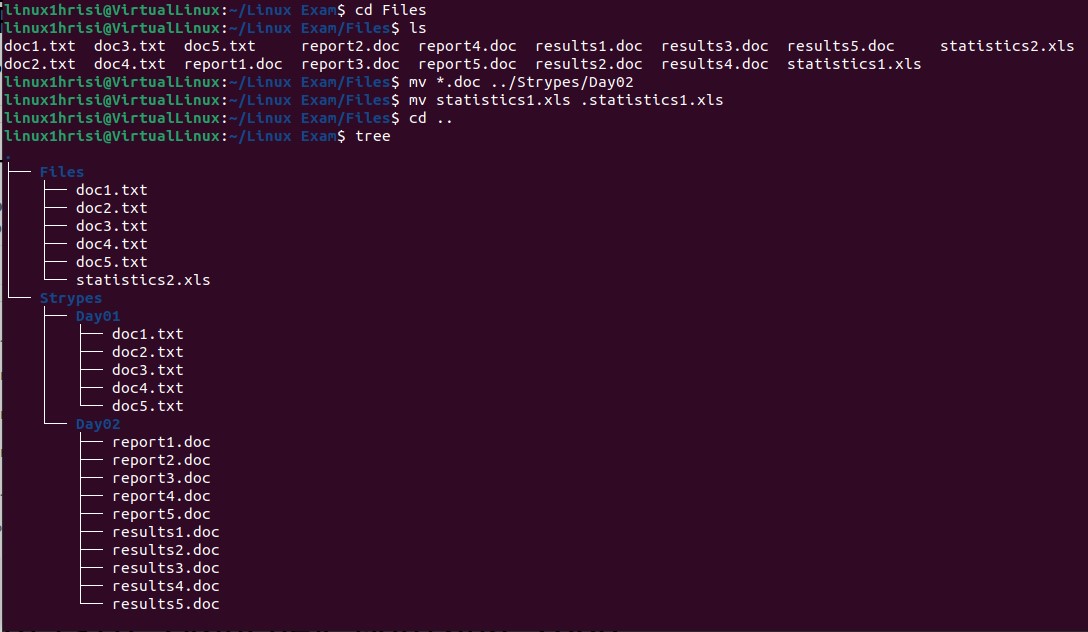 linux1hrisi@VirtualLinux:~/Linux Exam$ cd Files
linux1hrisi@VirtualLinux:~/Linux Exam/Files$ ls
doc1.txt  doc3.txt  doc5.txt     report2.doc  report4.doc  results1.doc  results3.doc  results5.doc     statistics2.xls
doc2.txt  doc4.txt  report1.doc  report3.doc  report5.doc  results2.doc  results4.doc  statistics1.xls
linux1hrisi@VirtualLinux:~/Linux Exam/Files$ mv *.doc ../Strypes/Day02
linux1hrisi@VirtualLinux:~/Linux Exam/Files$ mv statistics1.xls .statistics1.xls
linux1hrisi@VirtualLinux:~/Linux Exam/Files$ cd ..
linux1hrisi@VirtualLinux:~/Linux Exam$ tree
.
├── Files
│   ├── doc1.txt
│   ├── doc2.txt
│   ├── doc3.txt
│   ├── doc4.txt
│   ├── doc5.txt
│   └── statistics2.xls
└── Strypes
    ├── Day01
    │   ├── doc1.txt
    │   ├── doc2.txt
    │   ├── doc3.txt
    │   ├── doc4.txt
    │   └── doc5.txt
    └── Day02
        ├── report1.doc
        ├── report2.doc
        ├── report3.doc
        ├── report4.doc
        ├── report5.doc
        ├── results1.doc
        ├── results2.doc
        ├── results3.doc
        ├── results4.doc
        └── results5.doc